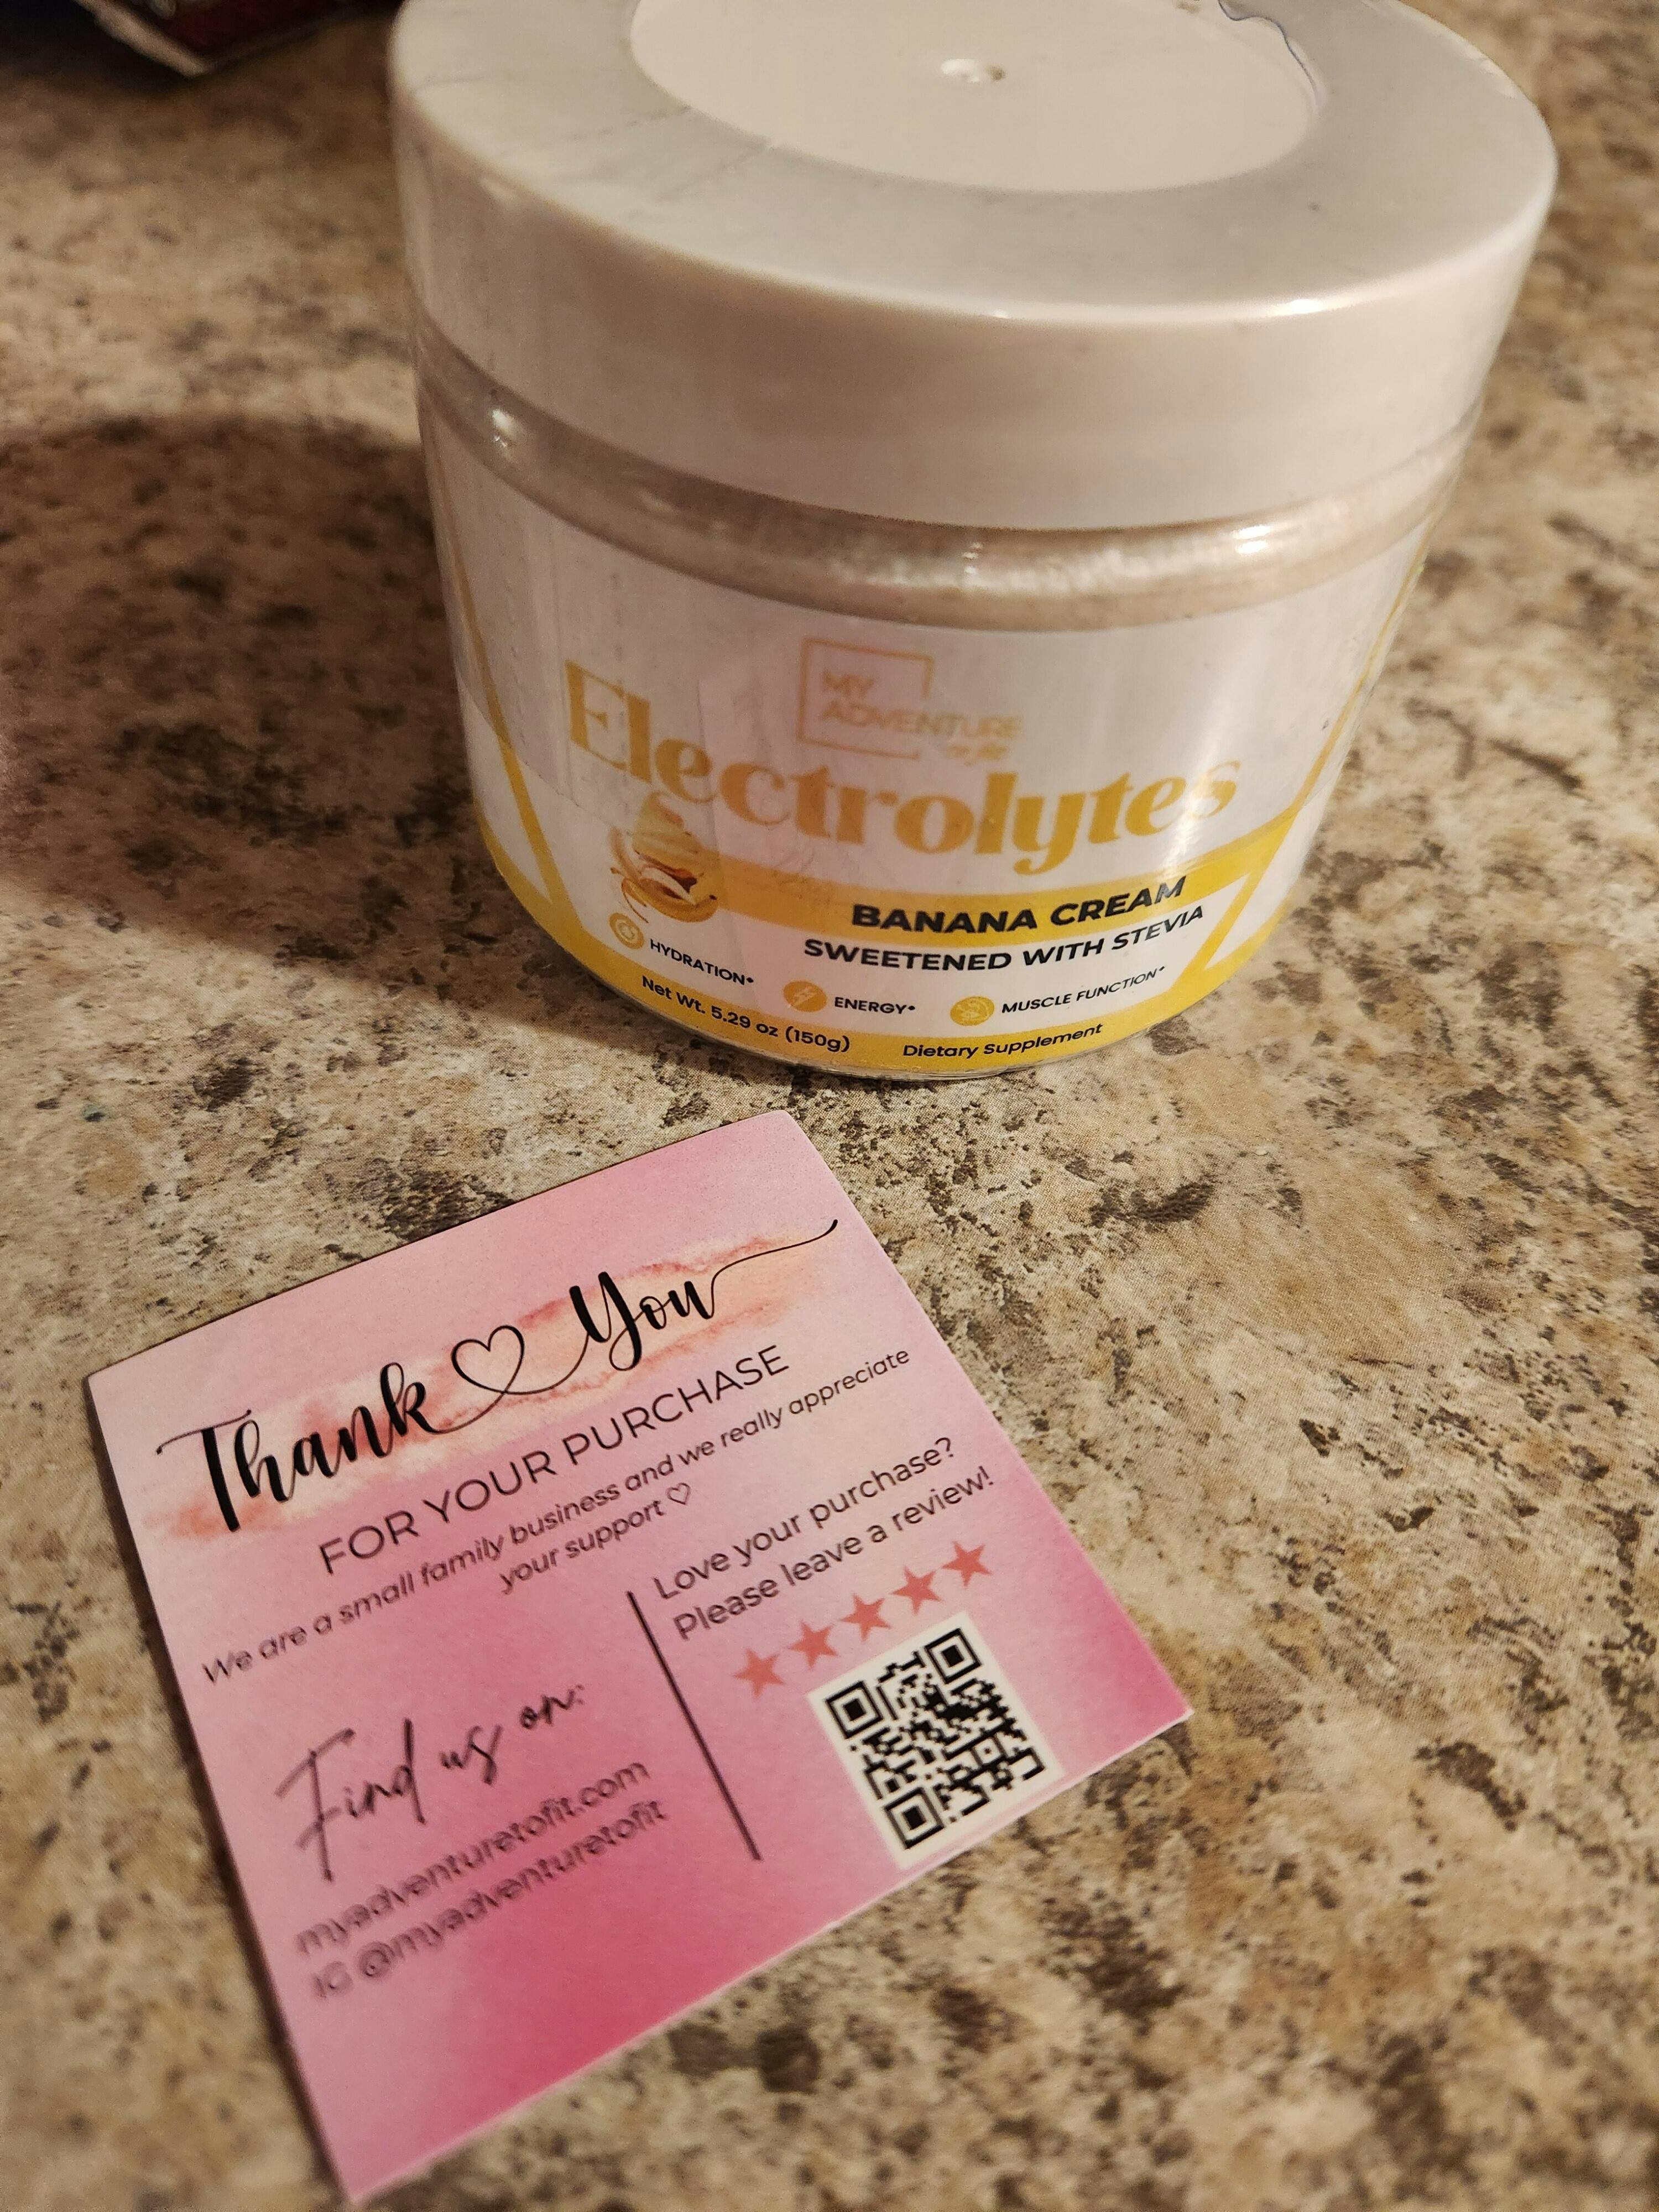 MY
ADVENTURE
to fit
Electrolytes
BANANA CREAM
SWEETENED WITH STEVIA
HYDRATION*
ENERGY*
MUSCLE FUNCTION*
Net Wt. 5.29 oz (150g)
Dietary Supplement
Thank You
FOR YOUR PURCHASE
We are a small family business and we really appreciate
your support ♡
Find us on:
myadventuretofit.com
IG @myadventuretofit
Love your purchase?
Please leave a review!